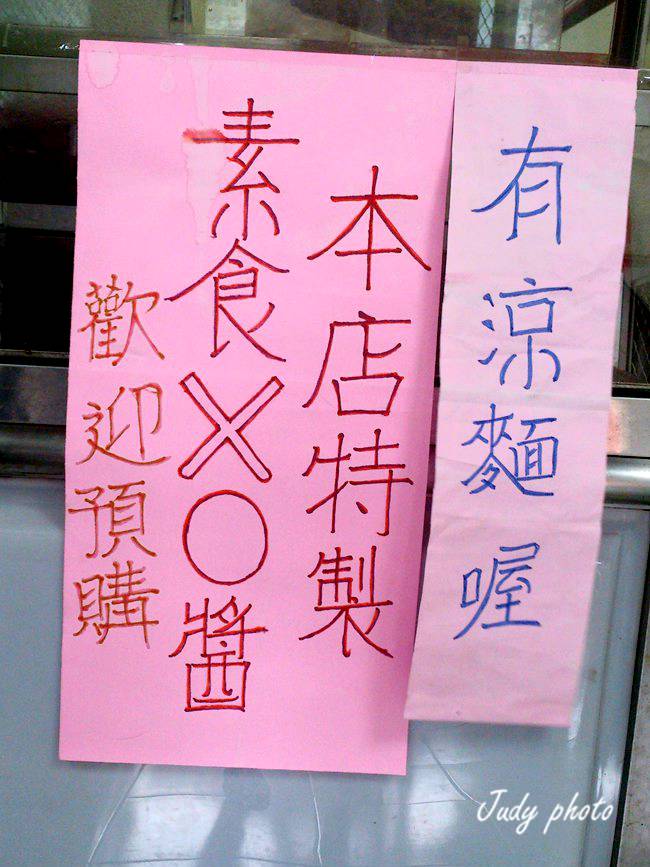 有涼麵喔
本店特製
素食XO醬
歡迎預購
Judy photo